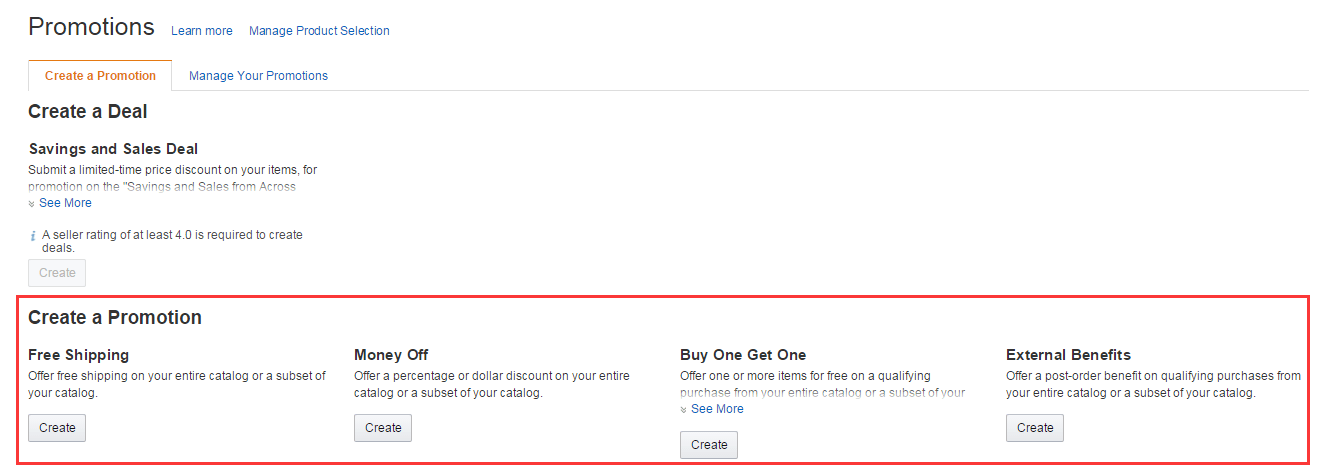 Promotions Learn more Manage Product Selection
Create a Promotion Manage Your Promotions
Create a Deal
Savings and Sales Deal
Submit a limited-time price discount on your items, for
promotion on the "Savings and Sales from Across
See More
A seller rating of at least 4.0 is required to create
deals.
Create
Create a Promotion
Free Shipping
Offer free shipping on your entire catalog or a subset of
your catalog.
Create
Money Off
Offer a percentage or dollar discount on your entire
catalog or a subset of your catalog.
Create
Buy One Get One
Offer one or more items for free on a qualifying
purchase from your entire catalog or a subset of your
See More
Create
External Benefits
Offer a post-order benefit on qualifying purchases from
your entire catalog or a subset of your catalog.
Create